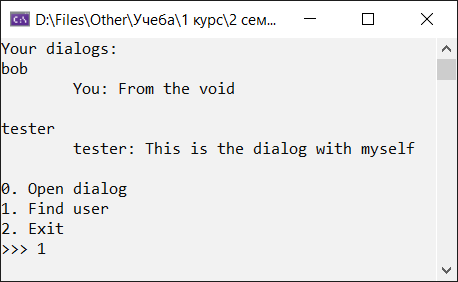 D:\Files\Other\Учеба\1 курс\2 сем...
Your dialogs:
bob
You: From the void
tester
tester: This is the dialog with myself
0. Open dialog
1. Find user
2. Exit
>>> 1